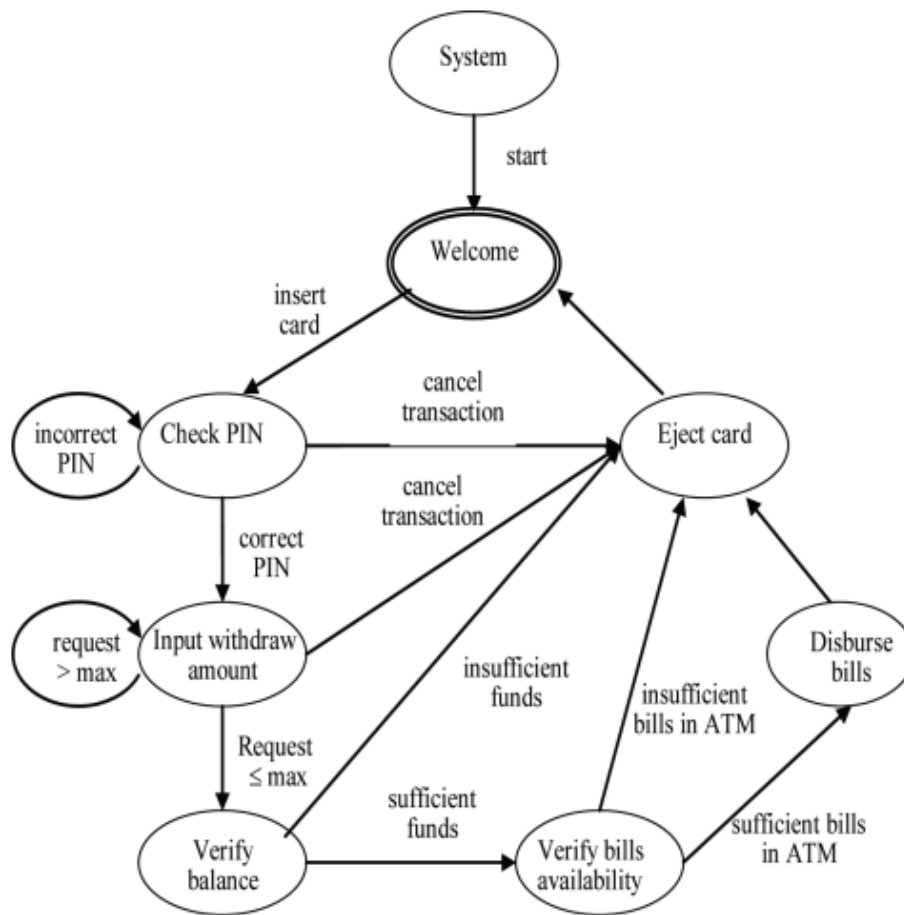 System
start
Welcome
insert
card
cancel
transaction
incorrect
PIN
Check PIN
Eject card
cancel
transaction
correct
PIN
request
> max
Input withdraw
amount
insufficient
funds
insufficient
bills in ATM
Disburse
bills
Request
≤ max
sufficient
funds
sufficient bills
in ATM
Verify
balance
Verify bills
availability